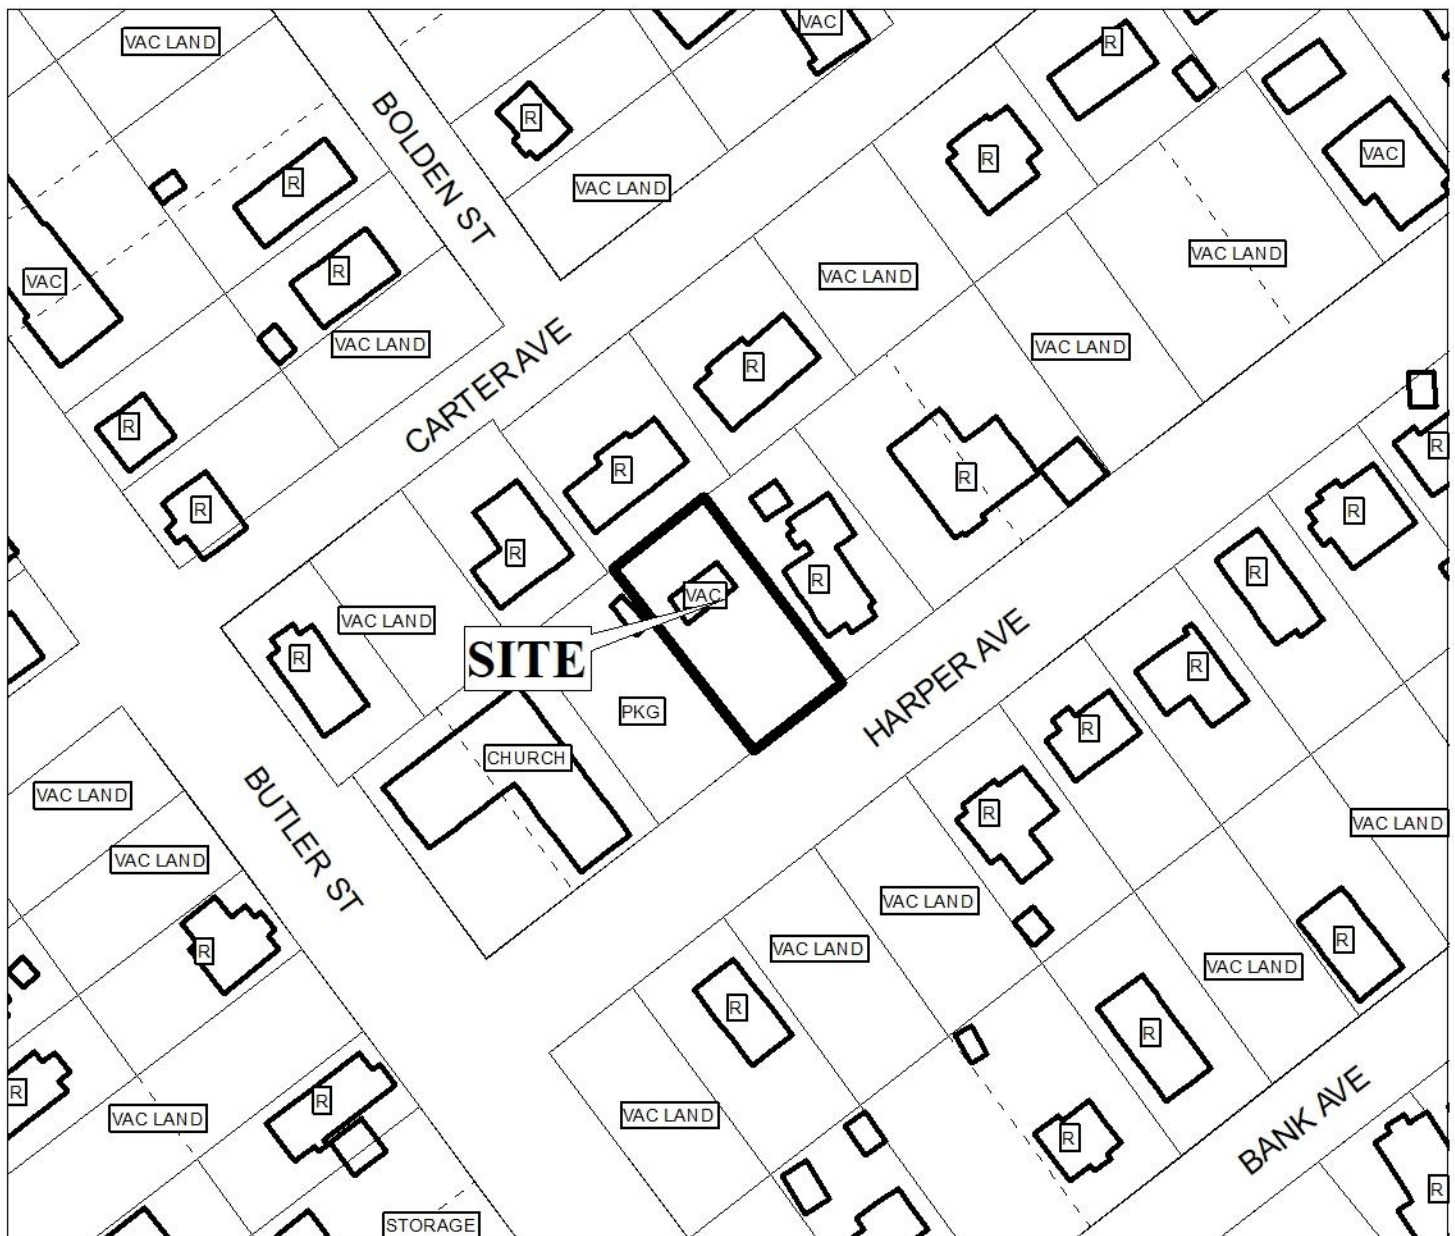 VAC
VAC LAND
R
R
BOLDEN ST
R
VAC LAND
R
VAC
R
VAC LAND
VAC LAND
VAC
R
VAC LAND
VAC LAND
CARTER AVE
R
R
R
R
R
R
R
R
R
VAC
R
R
HARPER AVE
VAC LAND
R
SITE
R
PKG
R
CHURCH
BUTLER ST
VAC LAND
R
VAC LAND
VAC LAND
VAC LAND
R
VAC LAND
R
VAC LAND
R
R
R
BANK AVE
R
VAC LAND
VAC LAND
R
R
STORAGE